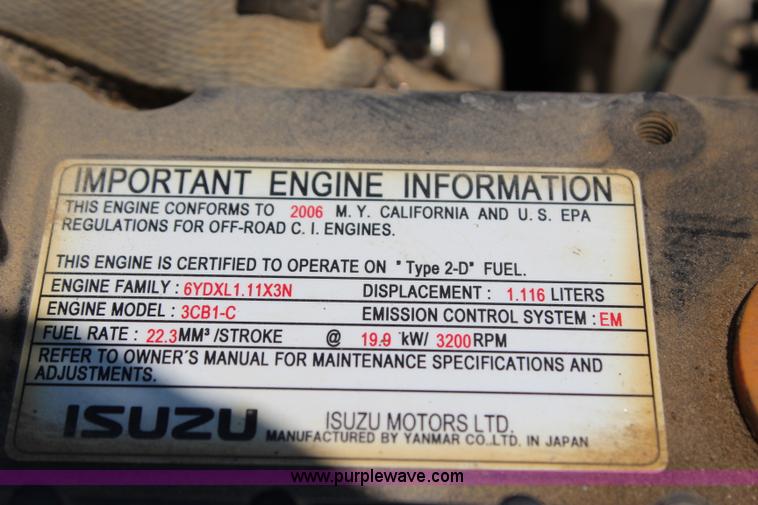 IMPORTANT ENGINE INFORMATION
THIS ENGINE CONFORMS TO 2006 M.Y. CALIFORNIA AND U.S. EPA
REGULATIONS FOR OFF-ROAD C.I. ENGINES.
THIS ENGINE IS CERTIFIED TO OPERATE ON "Type 2-D" FUEL.
ENGINE FAMILY : 6YDXL1.11X3N DISPLACEMENT : 1.116 LITERS
ENGINE MODEL : 3CB1-C EMISSION CONTROL SYSTEM : EM
FUEL RATE : 22.3MM³/STROKE @ 19.9 kW/ 3200RPM
REFER TO OWNER'S MANUAL FOR MAINTENANCE SPECIFICATIONS AND
ADJUSTMENTS.
ISUZU ISUZU MOTORS LTD.
MANUFACTURED BY YANMAR CO.,LTD. IN JAPAN
www.purplewave.com